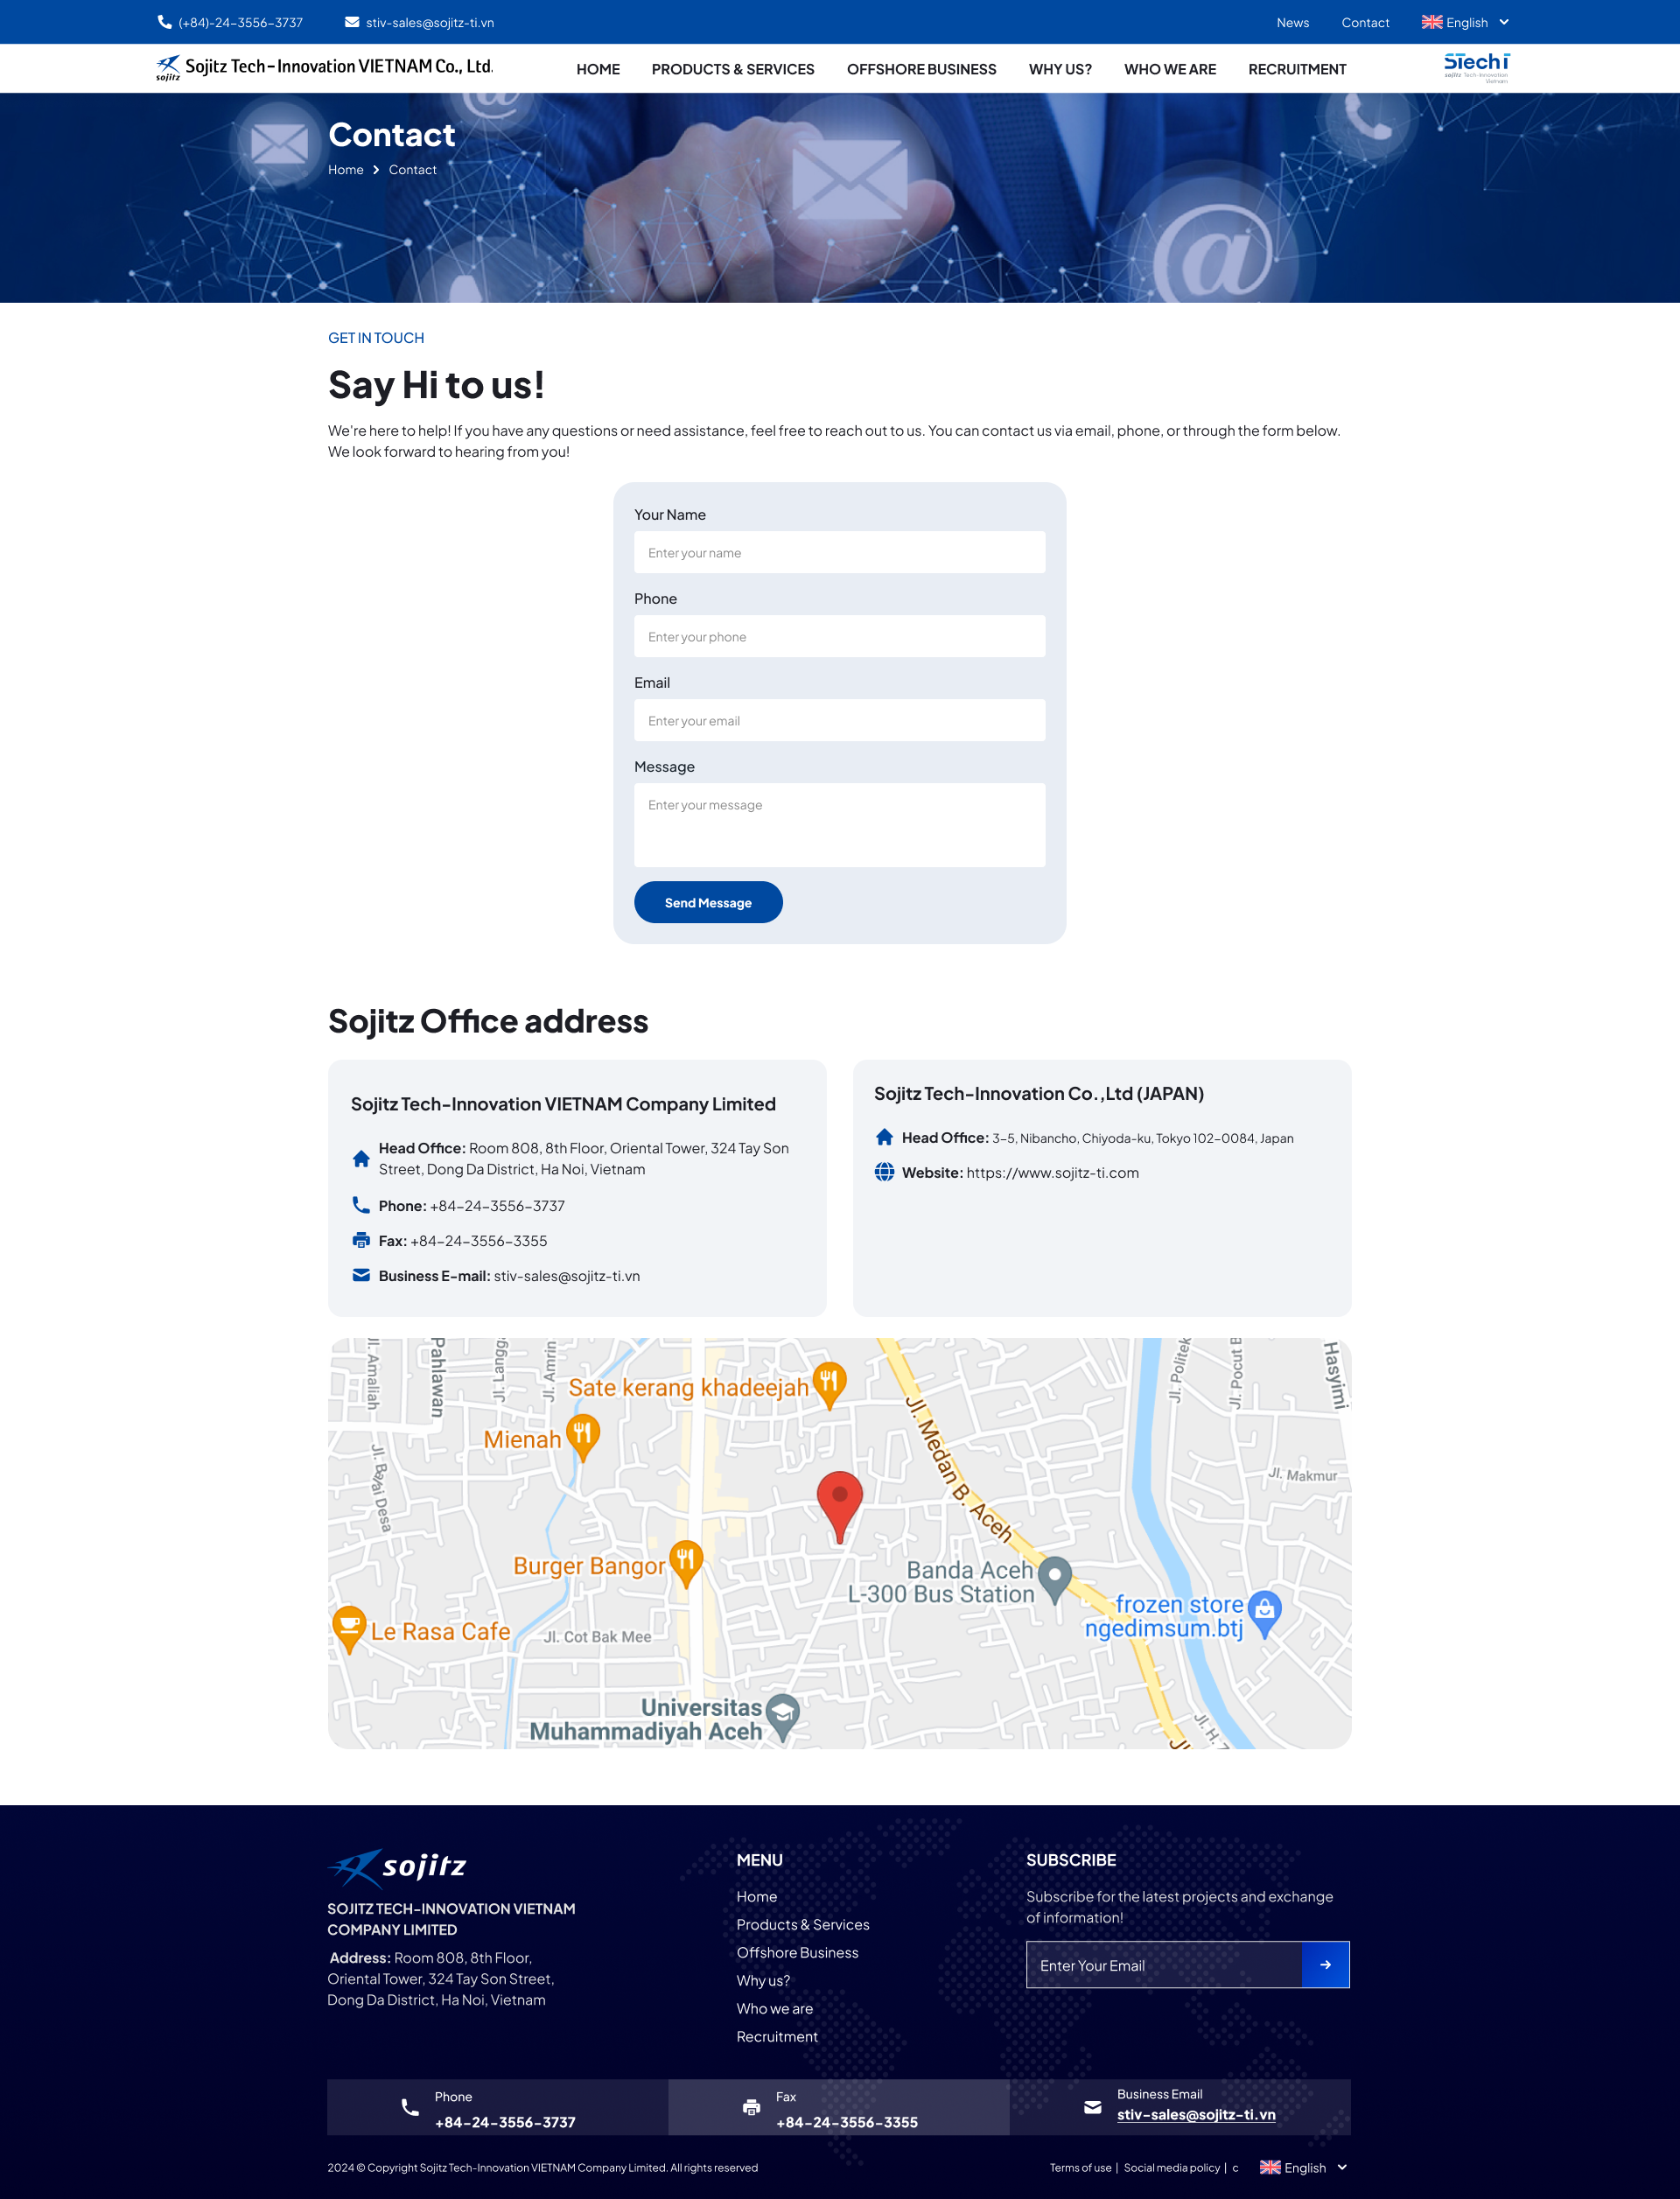 (+84)-24-3556-3737
stiv-sales@sojitz-ti.vn
News
Contact
English
sojitz
Sojitz Tech-Innovation VIETNAM Co., Ltd.
HOME
PRODUCTS & SERVICES
OFFSHORE BUSINESS
WHY US?
WHO WE ARE
RECRUITMENT
Siechi
sojitz Tech-Innovation
Vietnam
Contact
Home
Contact
GET IN TOUCH
Say Hi to us!
We're here to help! If you have any questions or need assistance, feel free to reach out to us. You can contact us via email, phone, or through the form below.
We look forward to hearing from you!
Your Name
Enter your name
Phone
Enter your phone
Email
Enter your email
Message
Enter your message
Send Message
Sojitz Office address
Sojitz Tech-Innovation VIETNAM Company Limited
Head Office: Room 808, 8th Floor, Oriental Tower, 324 Tay Son
Street, Dong Da District, Ha Noi, Vietnam
Phone: +84-24-3556-3737
Fax: +84-24-3556-3355
Business E-mail: stiv-sales@sojitz-ti.vn
Sojitz Tech-Innovation Co.,Ltd (JAPAN)
Head Office: 3-5, Nibancho, Chiyoda-ku, Tokyo 102-0084, Japan
Website: https://www.sojitz-ti.com
Jl. Amaliah
Pahlawan
Jl. Langg
Jl. Amrin
Sate kerang khadeejah
Jl. Politek
Jl. Pocut B
Hasyimi
Mienah
Jl. Medan B. Aceh
Jl. Makmur
Burger Bangor
Banda Aceh
L-300 Bus Station
frozen store
ngedimsum.btj
Le Rasa Cafe
Jl. Cot Bak Mee
Universitas
Muhammadiyah Aceh
sojitz
SOJITZ TECH-INNOVATION VIETNAM
COMPANY LIMITED
Address: Room 808, 8th Floor,
Oriental Tower, 324 Tay Son Street,
Dong Da District, Ha Noi, Vietnam
MENU
Home
Products & Services
Offshore Business
Why us?
Who we are
Recruitment
SUBSCRIBE
Subscribe for the latest projects and exchange
of information!
Enter Your Email
Phone
+84-24-3556-3737
Fax
+84-24-3556-3355
Business Email
stiv-sales@sojitz-ti.vn
2024 © Copyright Sojitz Tech-Innovation VIETNAM Company Limited. All rights reserved
Terms of use | Social media policy | c
English